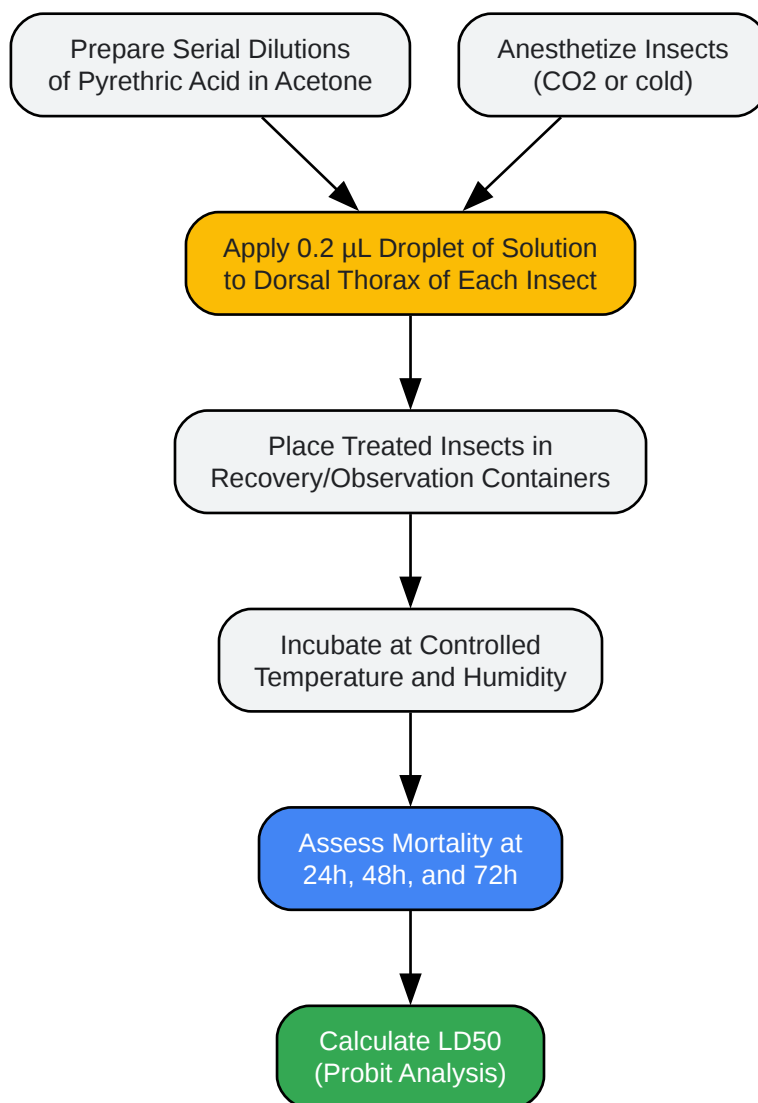 Prepare Serial Dilutions
of Pyrethric Acid in Acetone
Anesthetize Insects
(CO2 or cold)
Apply 0.2 µL Droplet of Solution
to Dorsal Thorax of Each Insect
Place Treated Insects in
Recovery/Observation Containers
Incubate at Controlled
Temperature and Humidity
Assess Mortality at
24h, 48h, and 72h
Calculate LD50
(Probit Analysis)